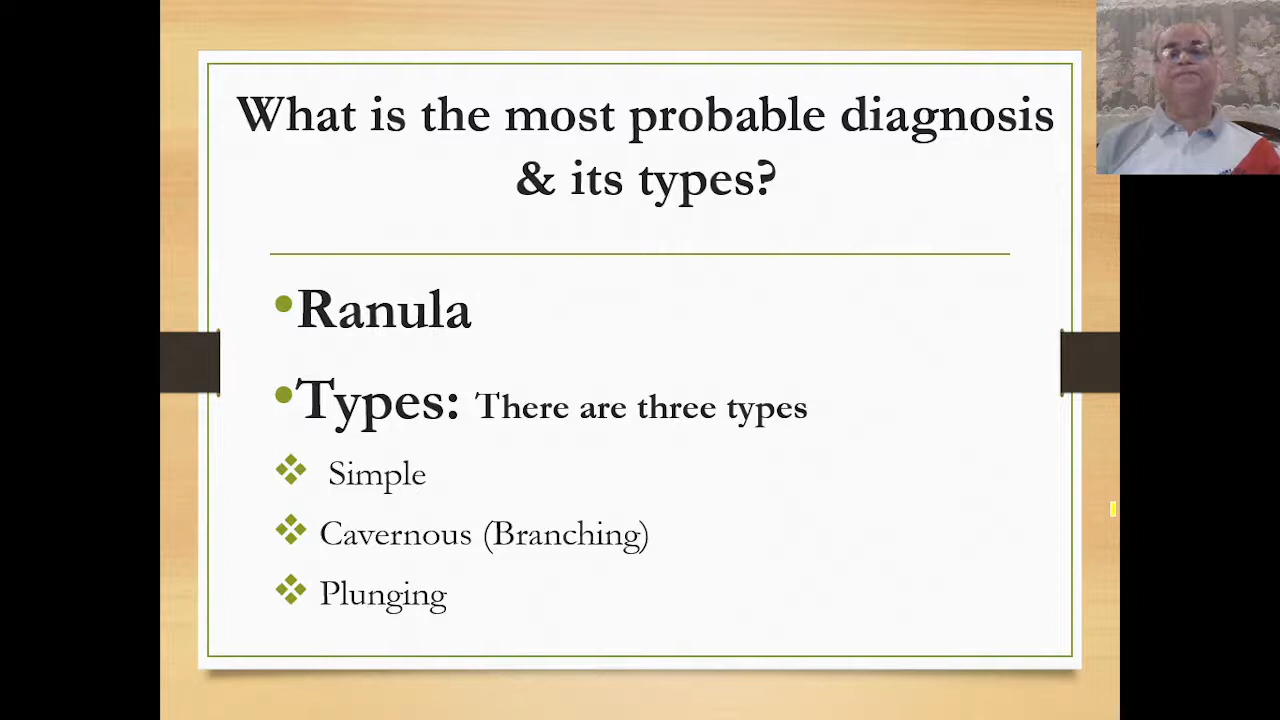 What is the most probable diagnosis
& its types?
•Ranula
•Types: There are three types
❖ Simple
❖ Cavernous (Branching)
❖ Plunging